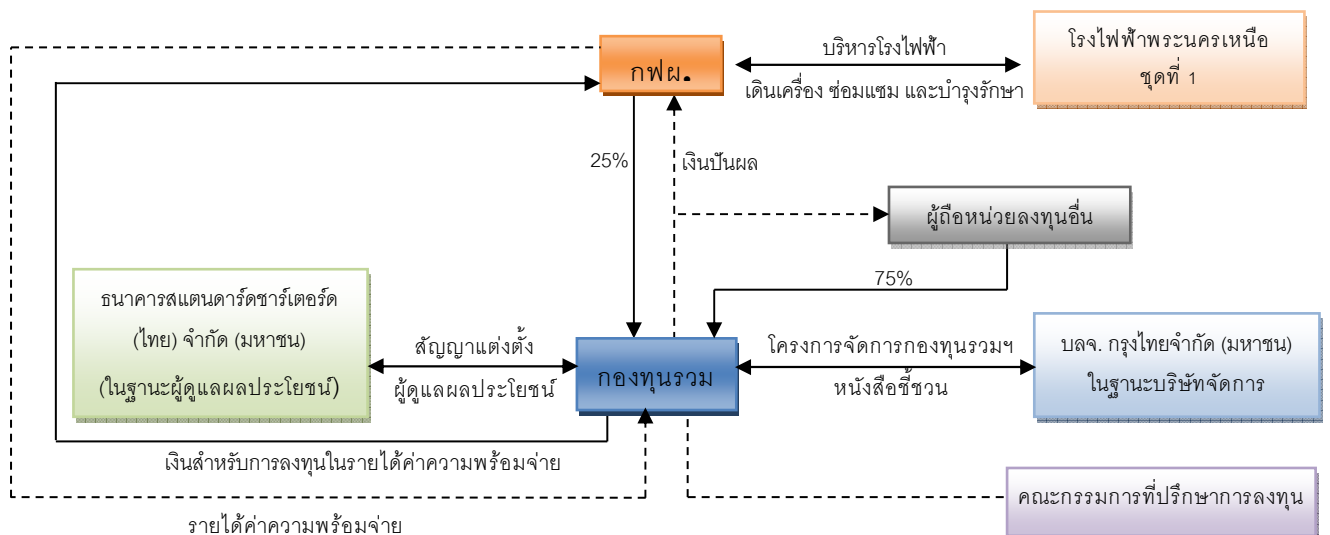 กฟผ.
บริหารโรงไฟฟ้า
เดินเครื่อง ซ่อมแซม และบำรุงรักษา
โรงไฟฟ้าพระนครเหนือ
ชุดที่ 1
25%
เงินปันผล
ผู้ถือหน่วยลงทุนอื่น
75%
ธนาคารสแตนดาร์ดชาร์เตอร์ด
(ไทย) จำกัด (มหาชน)
(ในฐานะผู้ดูแลผลประโยชน์)
สัญญาแต่งตั้ง
ผู้ดูแลผลประโยชน์
กองทุนรวม
โครงการจัดการกองทุนรวมฯ
หนังสือชี้ชวน
บลจ. กรุงไทยจำกัด (มหาชน)
ในฐานะบริษัทจัดการ
เงินสำหรับการลงทุนในรายได้ค่าความพร้อมจ่าย
คณะกรรมการที่ปรึกษาการลงทุน
รายได้ค่าความพร้อมจ่าย